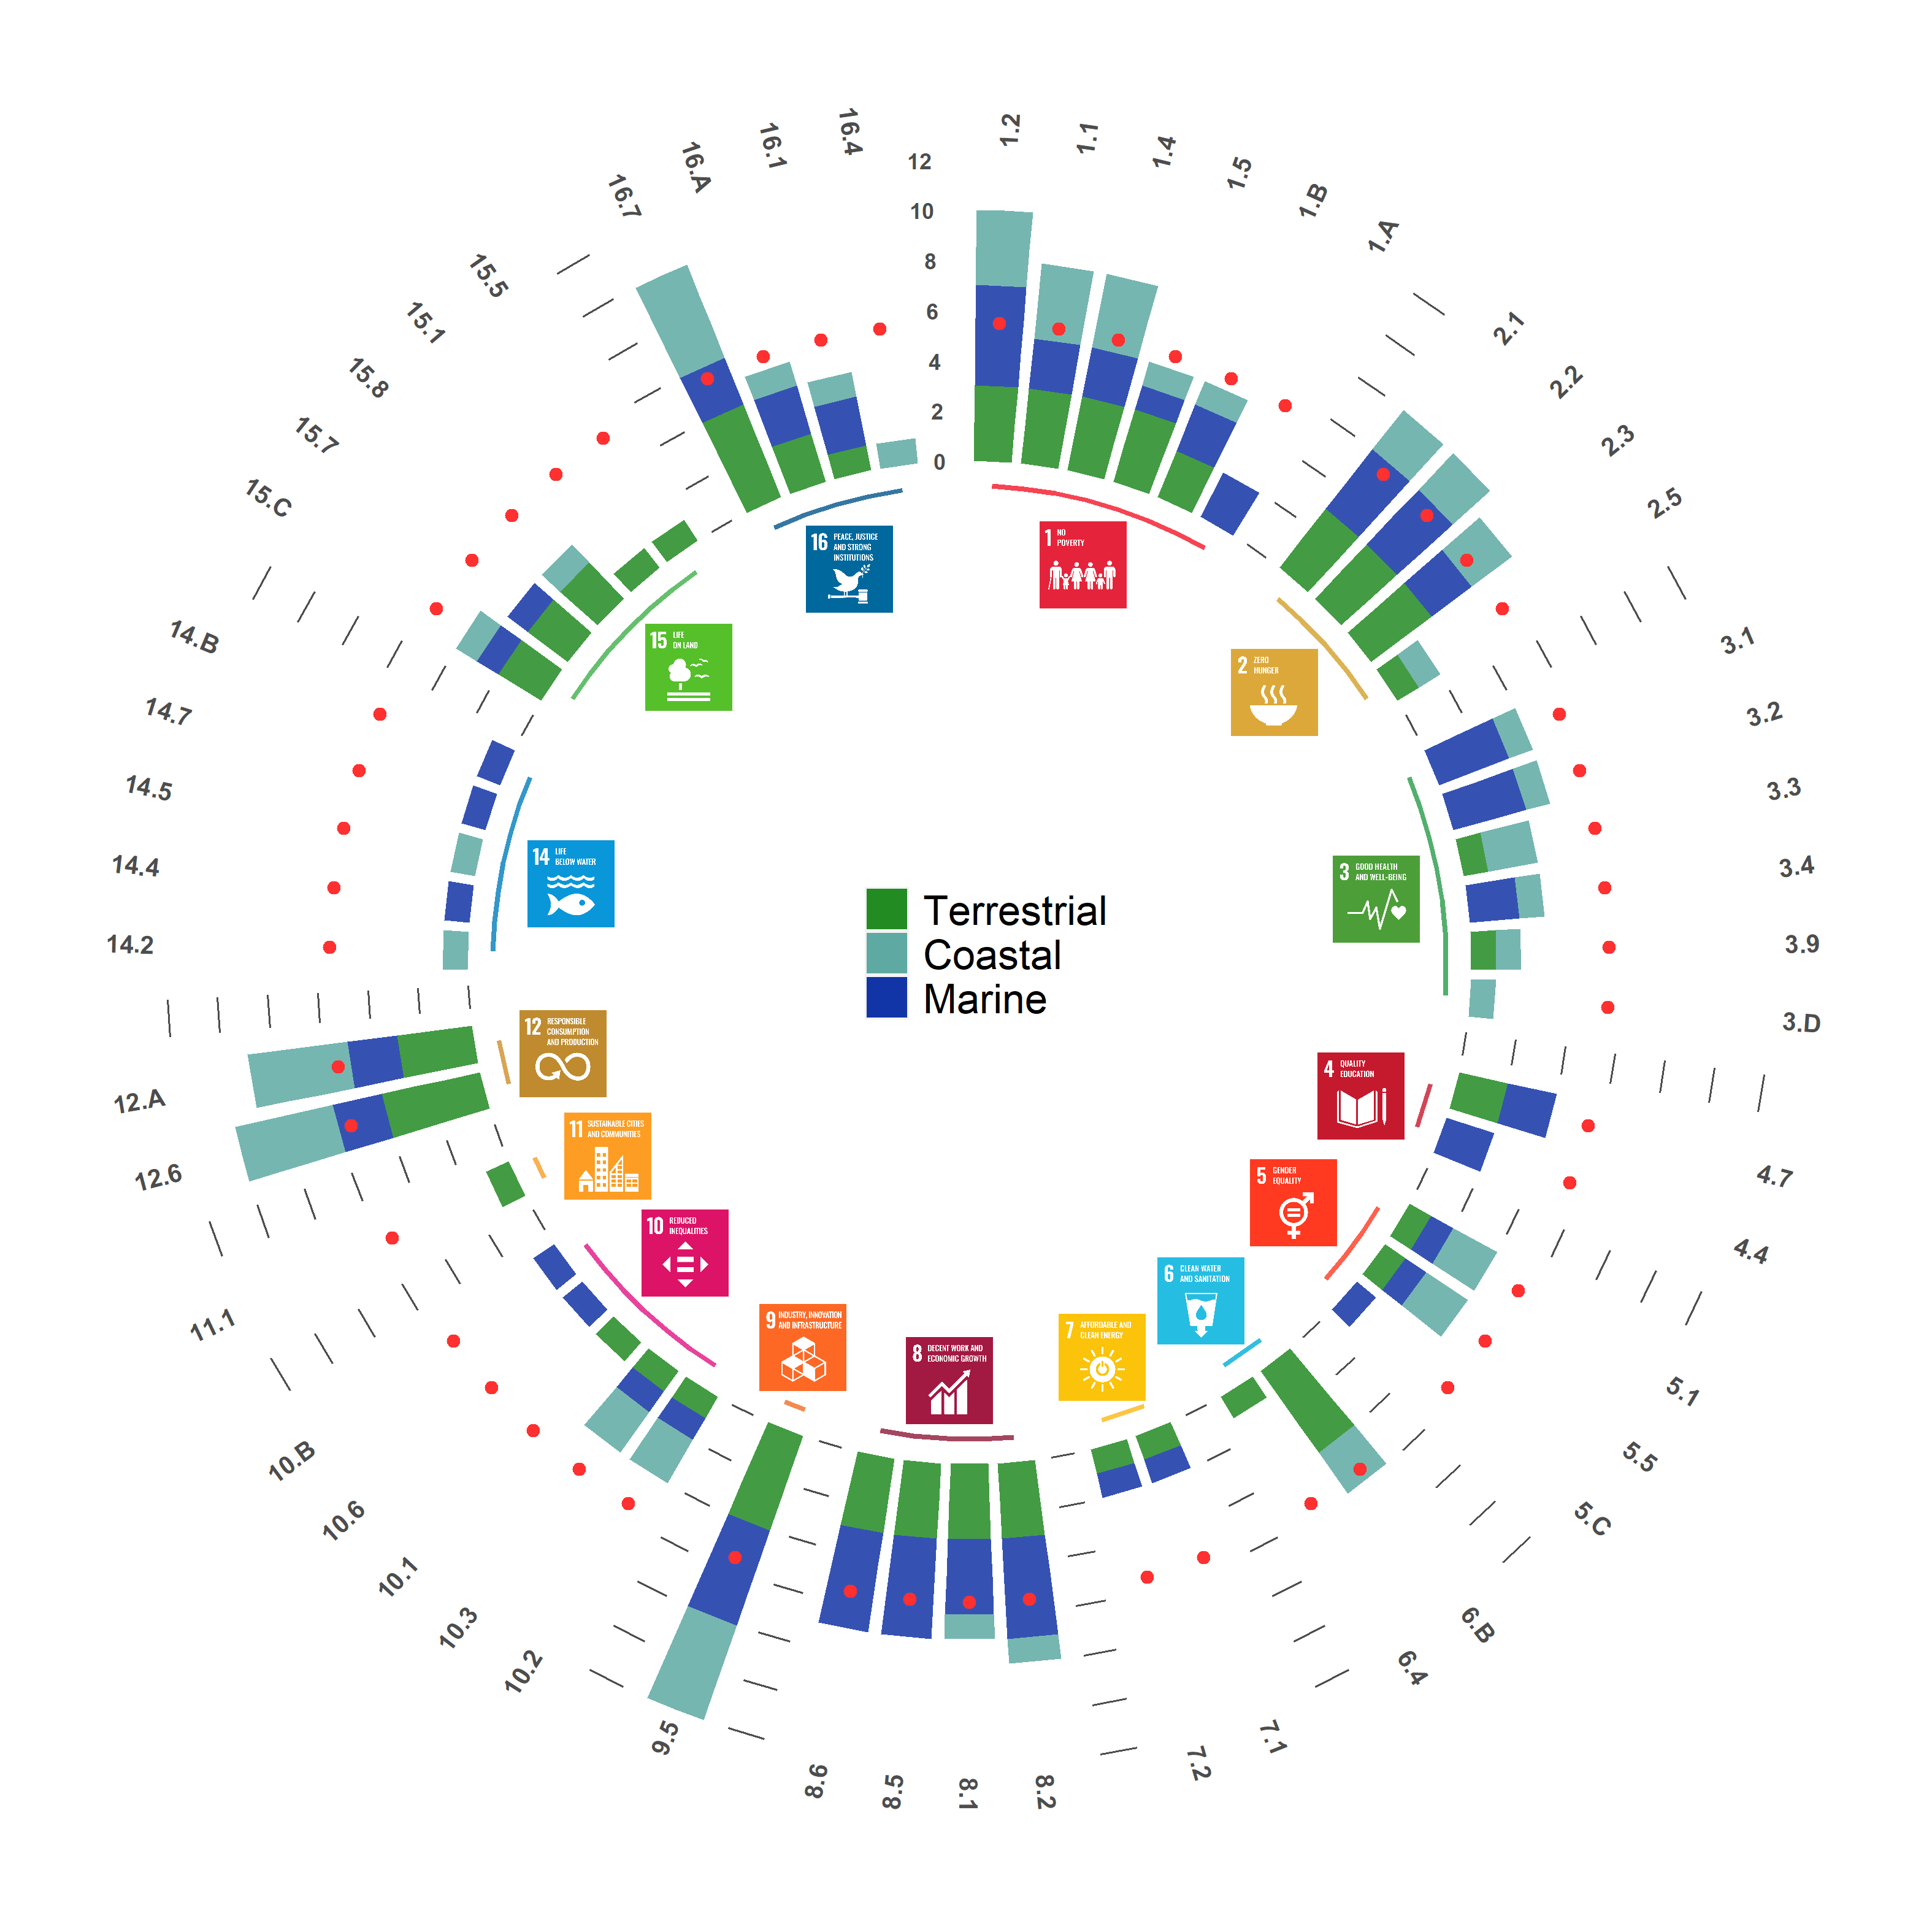 1.2
1.1
1.4
1.5
1.B
1.A
2.1
2.2
2.3
2.5
3.1
3.2
3.3
3.4
3.9
3.D
4.7
4.4
5.1
5.5
5.C
6.B
6.4
7.1
7.2
8.2
8.1
8.5
8.6
9.5
10.2
10.3
10.1
10.6
10.B
11.1
12.6
12.A
14.2
14.4
14.5
14.7
14.B
15.C
15.7
15.8
15.1
15.5
16.7
16.A
16.1
16.4
12
10
8
6
4
2
0
1 NO
POVERTY
2 ZERO
HUNGER
3 GOOD HEALTH
AND WELL-BEING
4 QUALITY
EDUCATION
5 GENDER
EQUALITY
6 CLEAN WATER
AND SANITATION
7 AFFORDABLE AND
CLEAN ENERGY
8 DECENT WORK AND
ECONOMIC GROWTH
9 INDUSTRY, INNOVATION
AND INFRASTRUCTURE
10 REDUCED
INEQUALITIES
11 SUSTAINABLE CITIES
AND COMMUNITIES
12 RESPONSIBLE
CONSUMPTION
AND PRODUCTION
14 LIFE
BELOW WATER
15 LIFE
ON LAND
16 PEACE, JUSTICE
AND STRONG
INSTITUTIONS
Terrestrial
Coastal
Marine